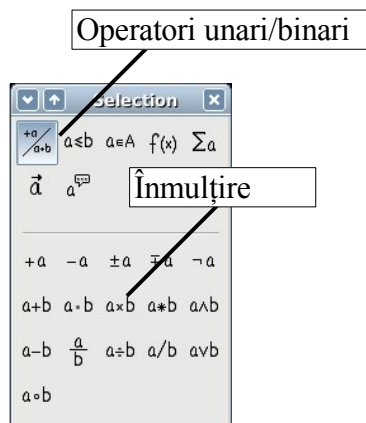 Operatori unari/binari
Selection
+a/a+b a≤b a∈A f(x) Σa
a⃗ a
Înmulțire
+a −a ±a ∓a ¬a
a+b a·b a×b a∗b a∧b
a−b a/b a÷b a/b a∨b
a∘b